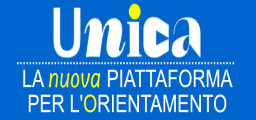 Unica
LA nuova PIATTAFORMA
PER L'ORIENTAMENTO